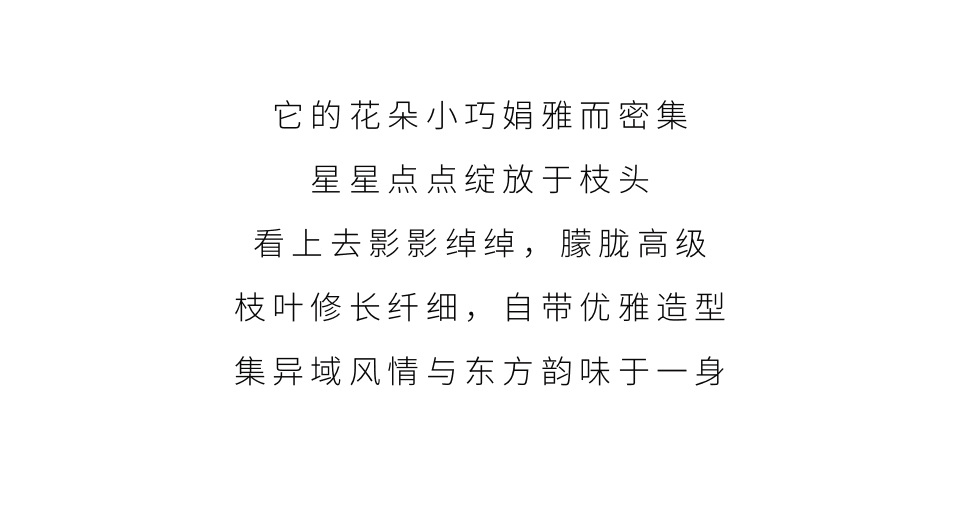 它的花朵小巧娟雅而密集
星星点点绽放于枝头
看上去影影绰绰，朦胧高级
枝叶修长纤细，自带优雅造型
集异域风情与东方韵味于一身